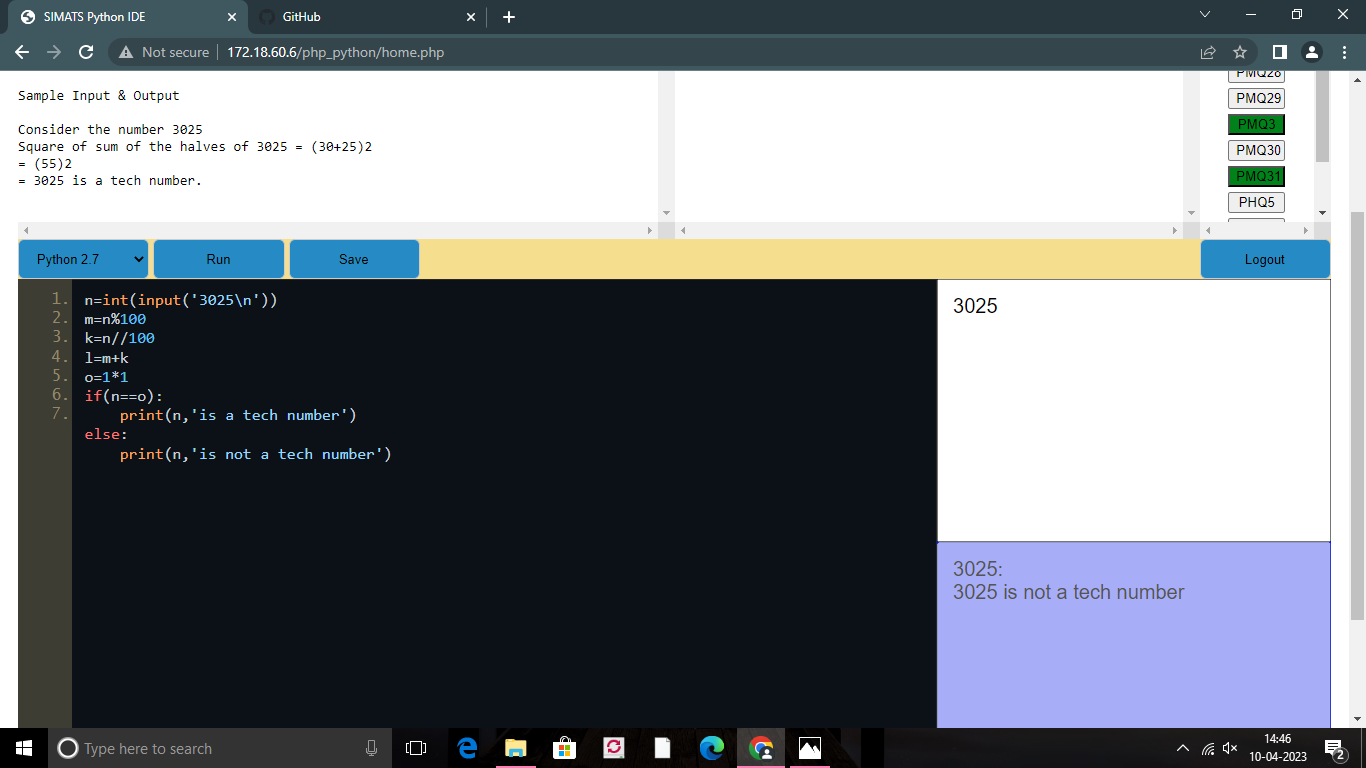 SIMATS Python IDE
GitHub
Not secure
172.18.60.6/php_python/home.php
Sample Input & Output
Consider the number 3025
Square of sum of the halves of 3025 = (30+25)2
= (55)2
= 3025 is a tech number.
PMQ28
PMQ29
PMQ3
PMQ30
PMQ31
PHQ5
Python 2.7
Run
Save
Logout
1. n=int(input('3025\n'))
2. m=n%100
3. k=n//100
4. l=m+k
5. o=1*1
6. if(n==o):
7. print(n,'is a tech number')
else:
print(n,'is not a tech number')
3025
3025:
3025 is not a tech number
Type here to search
14:46
10-04-2023
2